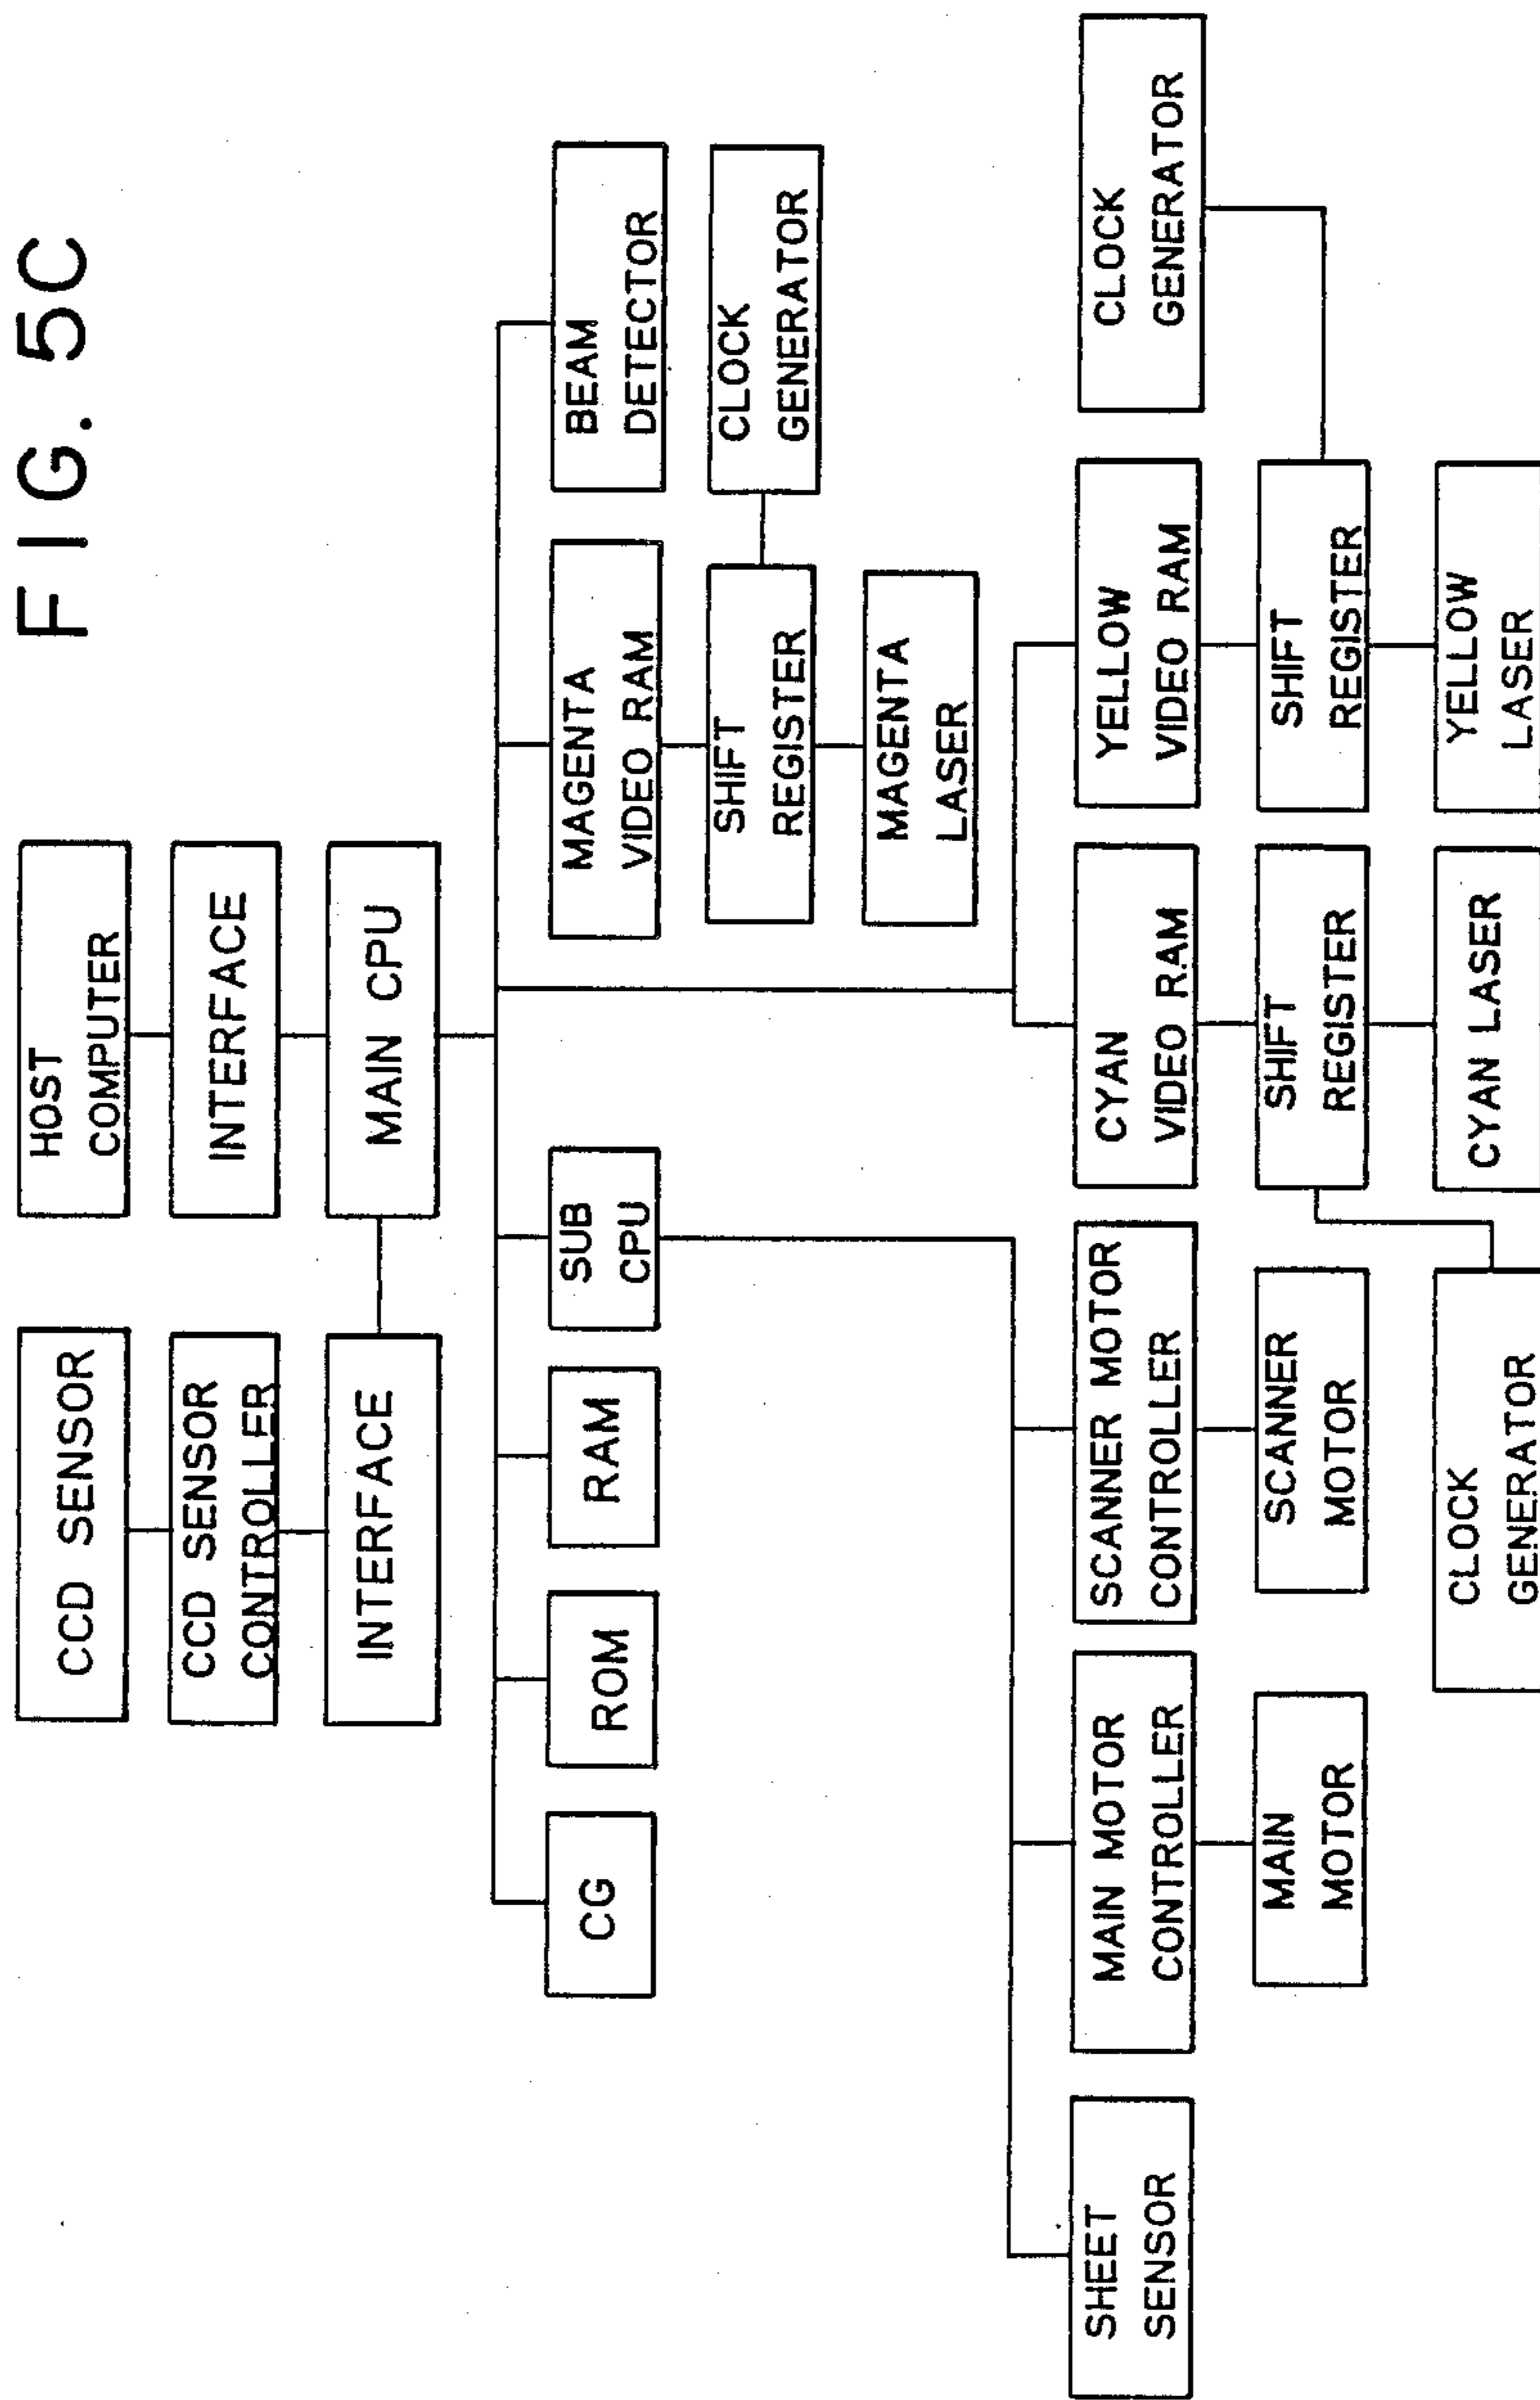 FIG. 5C
CCD SENSOR
HOST
COMPUTER
CCD SENSOR
CONTROLLER
INTERFACE
INTERFACE
MAIN CPU
CG
ROM
RAM
SUB
CPU
MAGENTA
VIDEO RAM
BEAM
DETECTOR
SHIFT
REGISTER
CLOCK
GENERATOR
MAGENTA
LASER
SHEET
SENSOR
MAIN MOTOR
CONTROLLER
SCANNER MOTOR
CONTROLLER
CYAN
VIDEO RAM
YELLOW
VIDEO RAM
CLOCK
GENERATOR
MAIN
MOTOR
SCANNER
MOTOR
SHIFT
REGISTER
SHIFT
REGISTER
CLOCK
GENERATOR
CYAN LASER
YELLOW
LASER